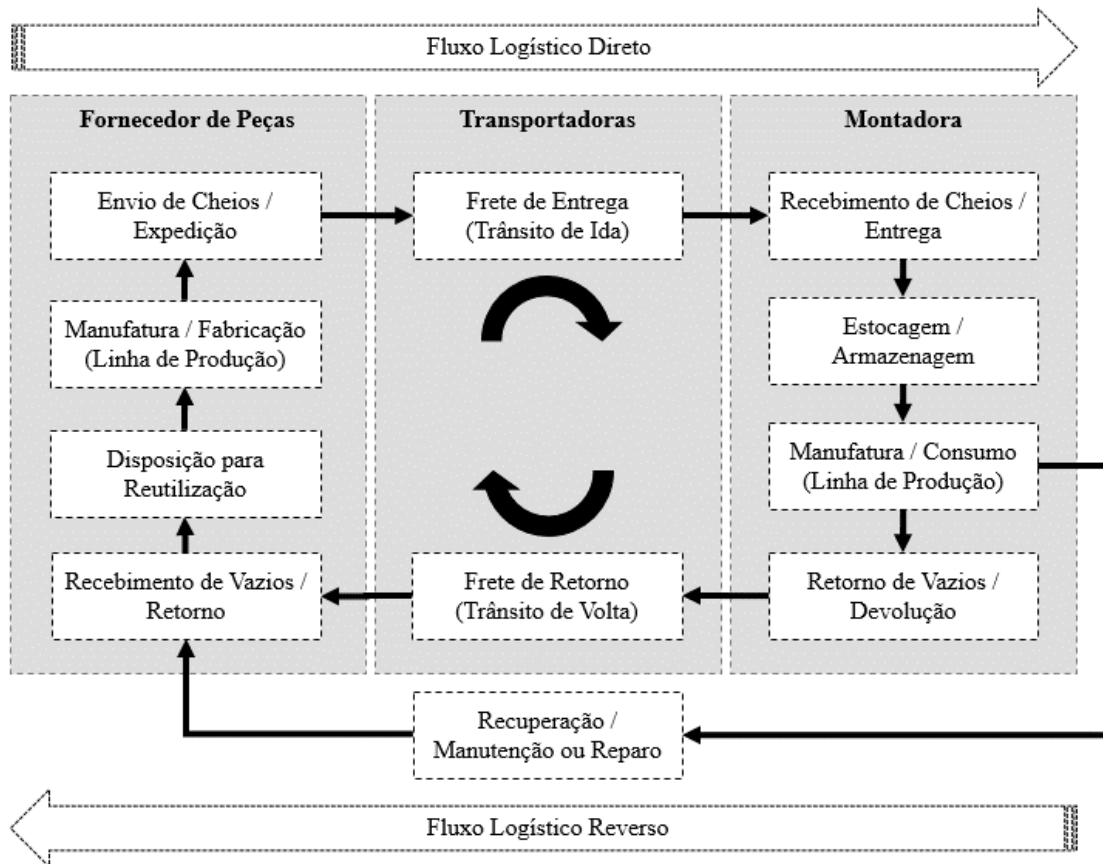 Fluxo Logístico Direto
Fornecedor de Peças
Transportadoras
Montadora
Envio de Cheios /
Expedição
Frete de Entrega
(Trânsito de Ida)
Recebimento de Cheios /
Entrega
Manufatura / Fabricação
(Linha de Produção)
Estocagem /
Armazenagem
Disposição para
Reutilização
Manufatura / Consumo
(Linha de Produção)
Recebimento de Vazios /
Retorno
Frete de Retorno
(Trânsito de Volta)
Retorno de Vazios /
Devolução
Recuperação /
Manutenção ou Reparo
Fluxo Logístico Reverso